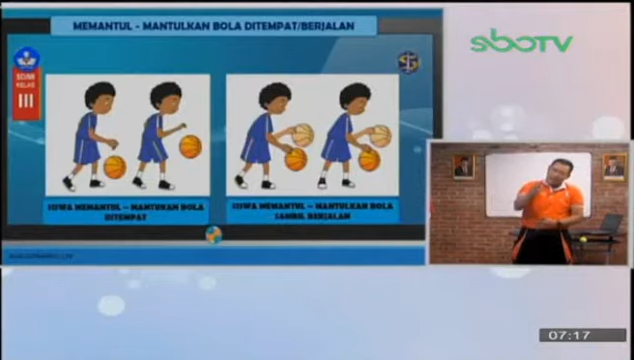 MEMANTUL - MANTULKAN BOLA DITEMPAT/BERJALAN
sboTV
SD/MI
KELAS
III
SISWA MEMANTUL - MANTUKAN BOLA
DITEMPAT
SISWA MEMANTUL - MANTULKAN BOLA
SAMBIL BERJALAN
07:17